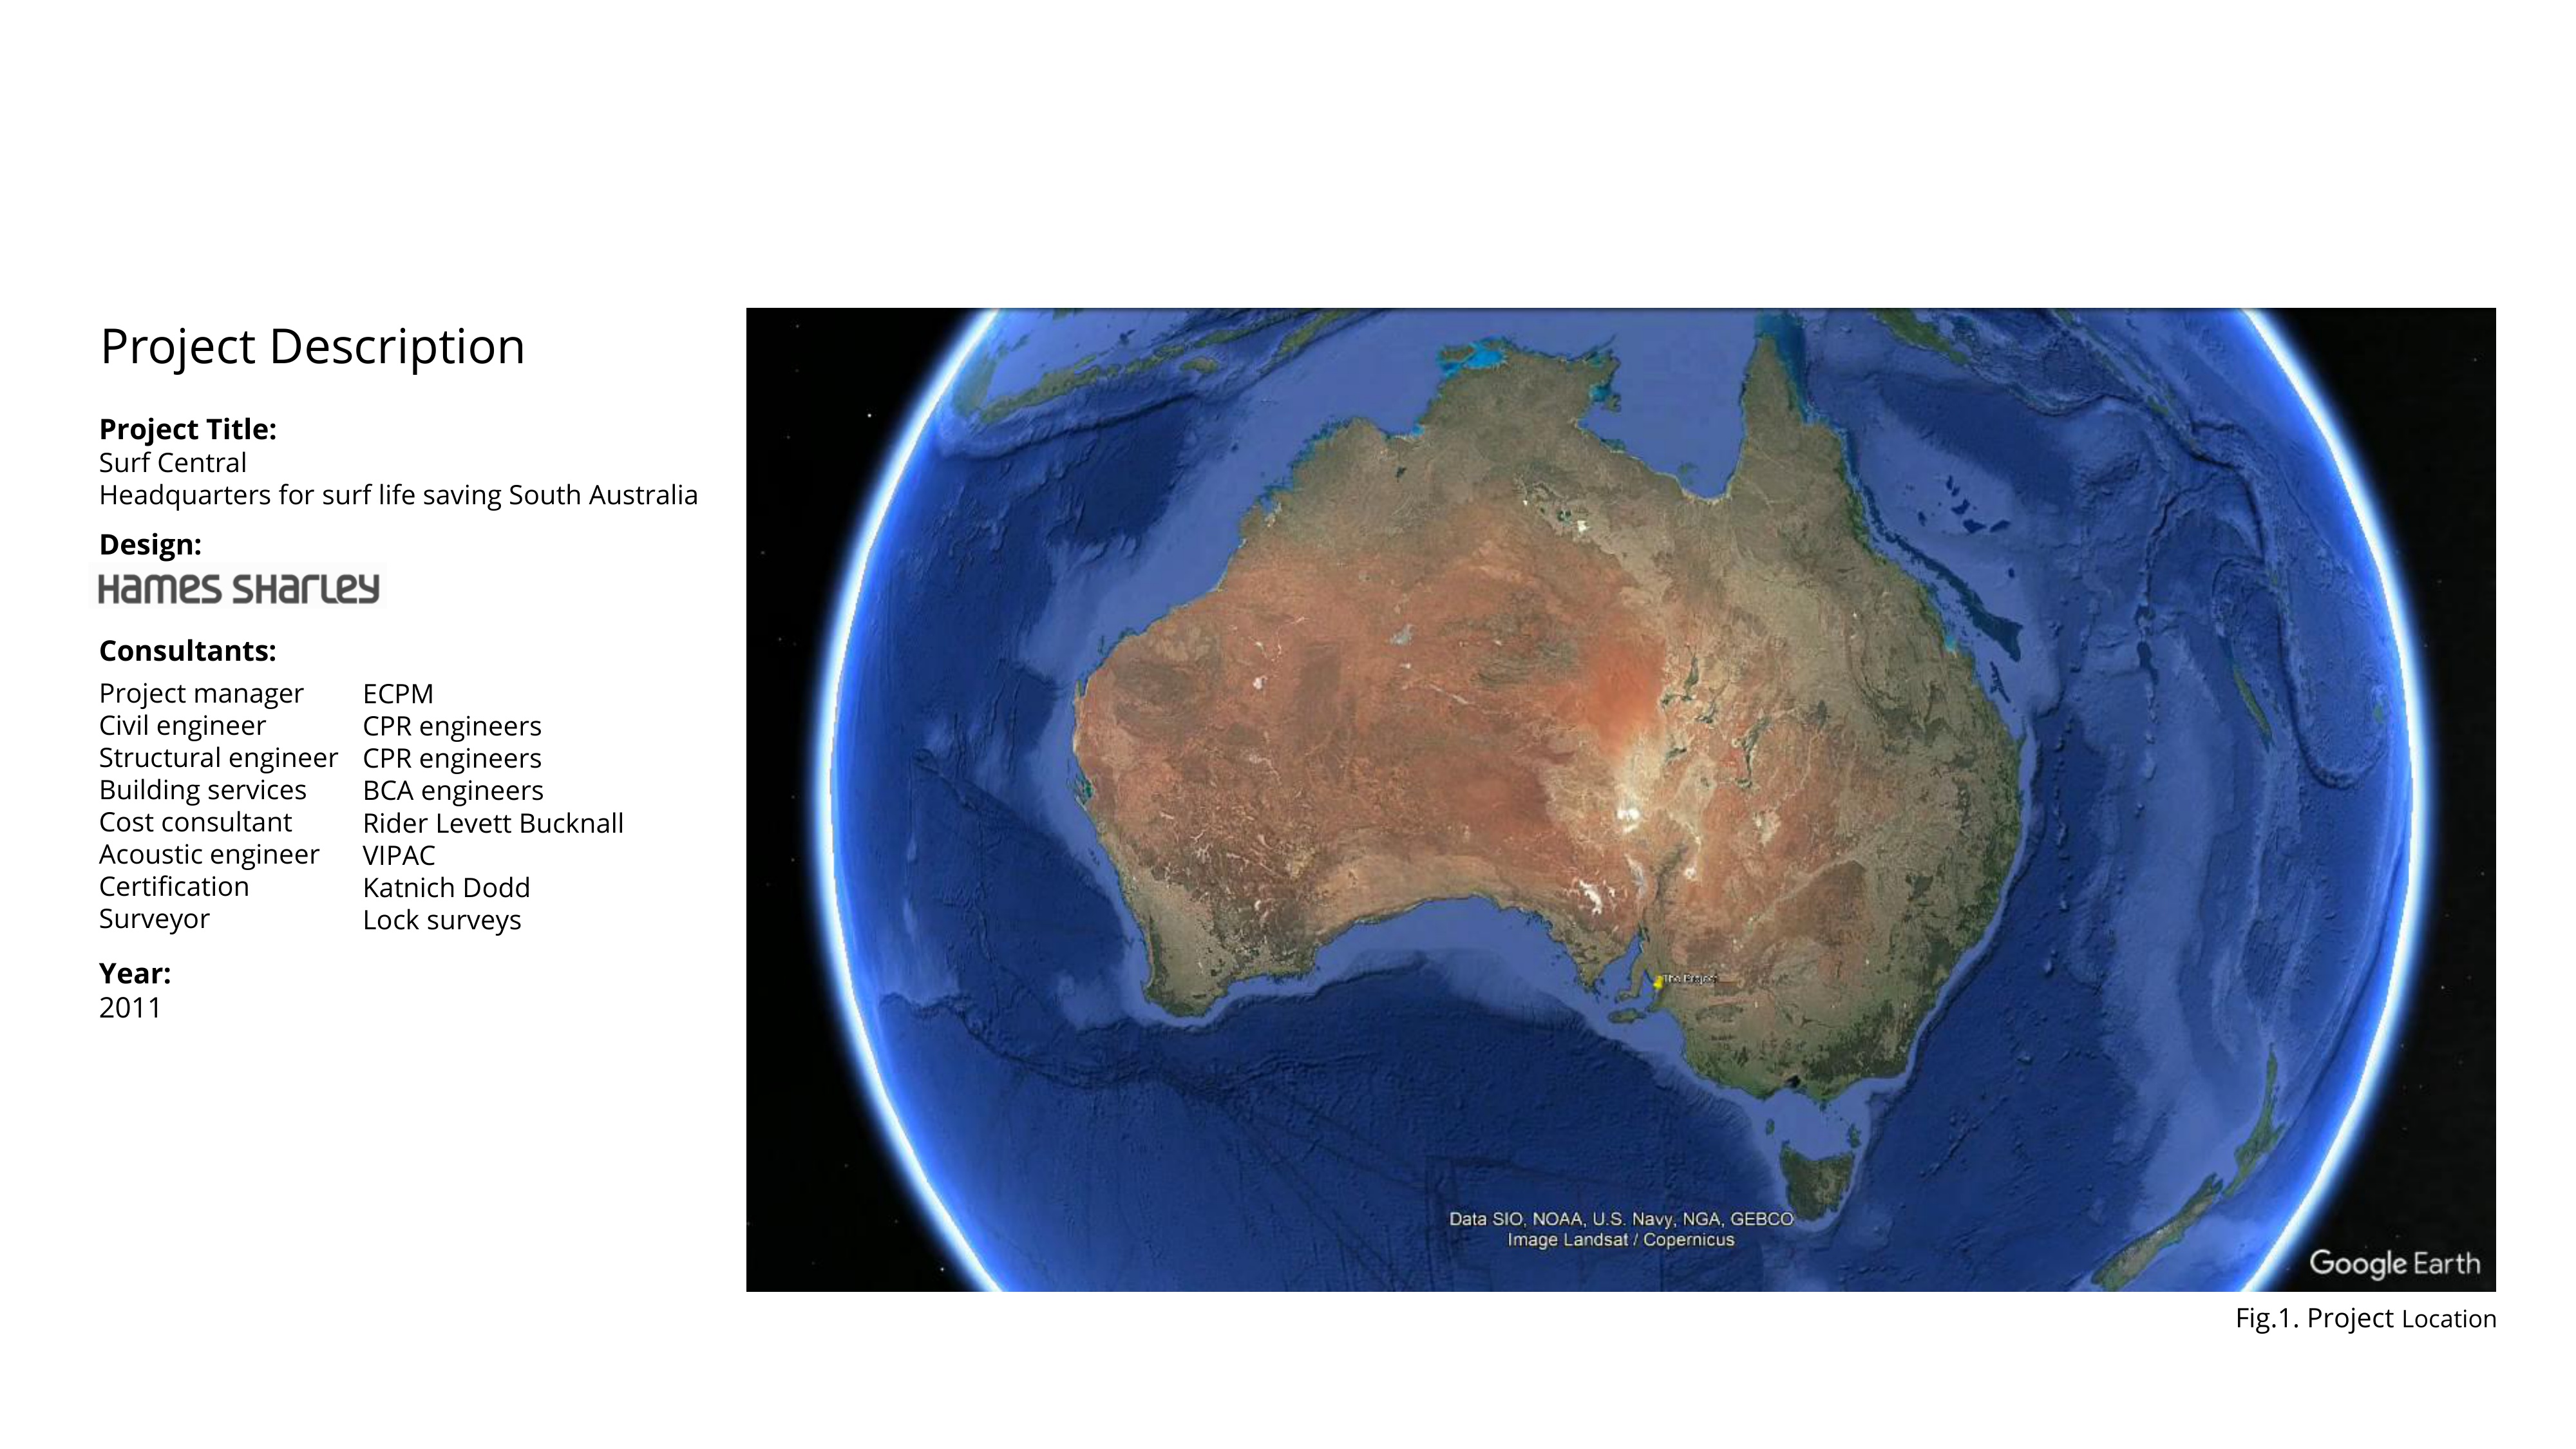 Project Description
Project Title:
Surf Central
Headquarters for surf life saving South Australia
Design:
Hames Sharley
Consultants:
Project manager ECPM
Civil engineer CPR engineers
Structural engineer CPR engineers
Building services BCA engineers
Cost consultant Rider Levett Bucknall
Acoustic engineer VIPAC
Certification Katnich Dodd
Surveyor Lock surveys
Year:
2011
The Project
Data SIO, NOAA, U.S. Navy, NGA, GEBCO
Image Landsat / Copernicus
Google Earth
Fig.1. Project Location